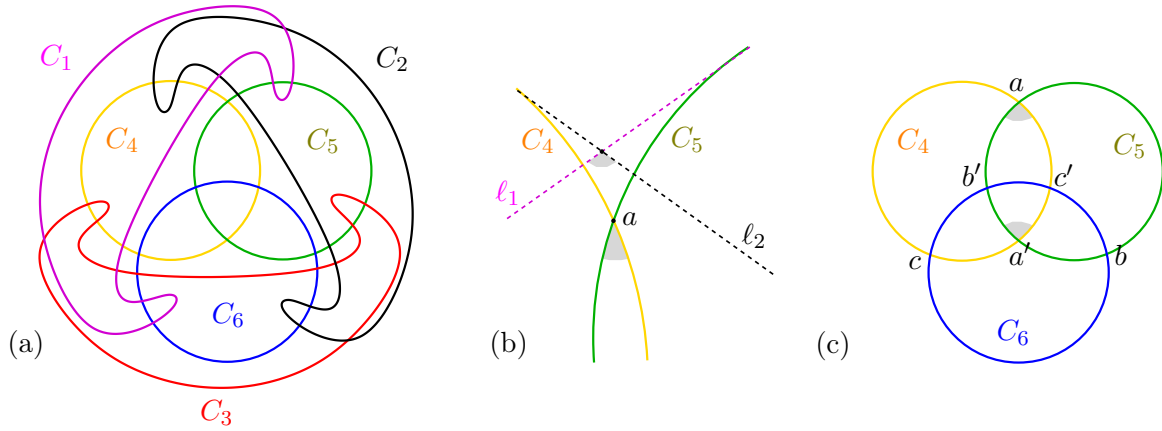 C₁
C₂
C₄
C₅
C₆
C₃
(a)
C₄
C₅
ℓ₁
a
ℓ₂
(b)
a
C₄
C₅
b′
c′
c
a′
b
C₆
(c)